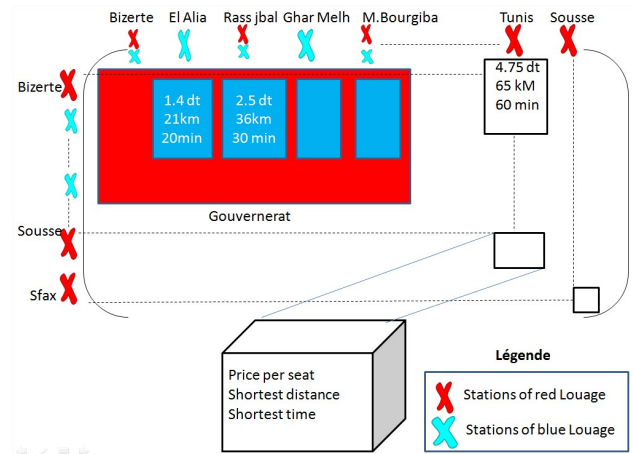 Bizerte El Alia Rass jbal Ghar Melh M.Bourgiba Tunis Sousse
Bizerte
1.4 dt
21km
20min
2.5 dt
36km
30 min
4.75 dt
65 kM
60 min
Gouvernerat
Sousse
Sfax
Price per seat
Shortest distance
Shortest time
Légende
Stations of red Louage
Stations of blue Louage